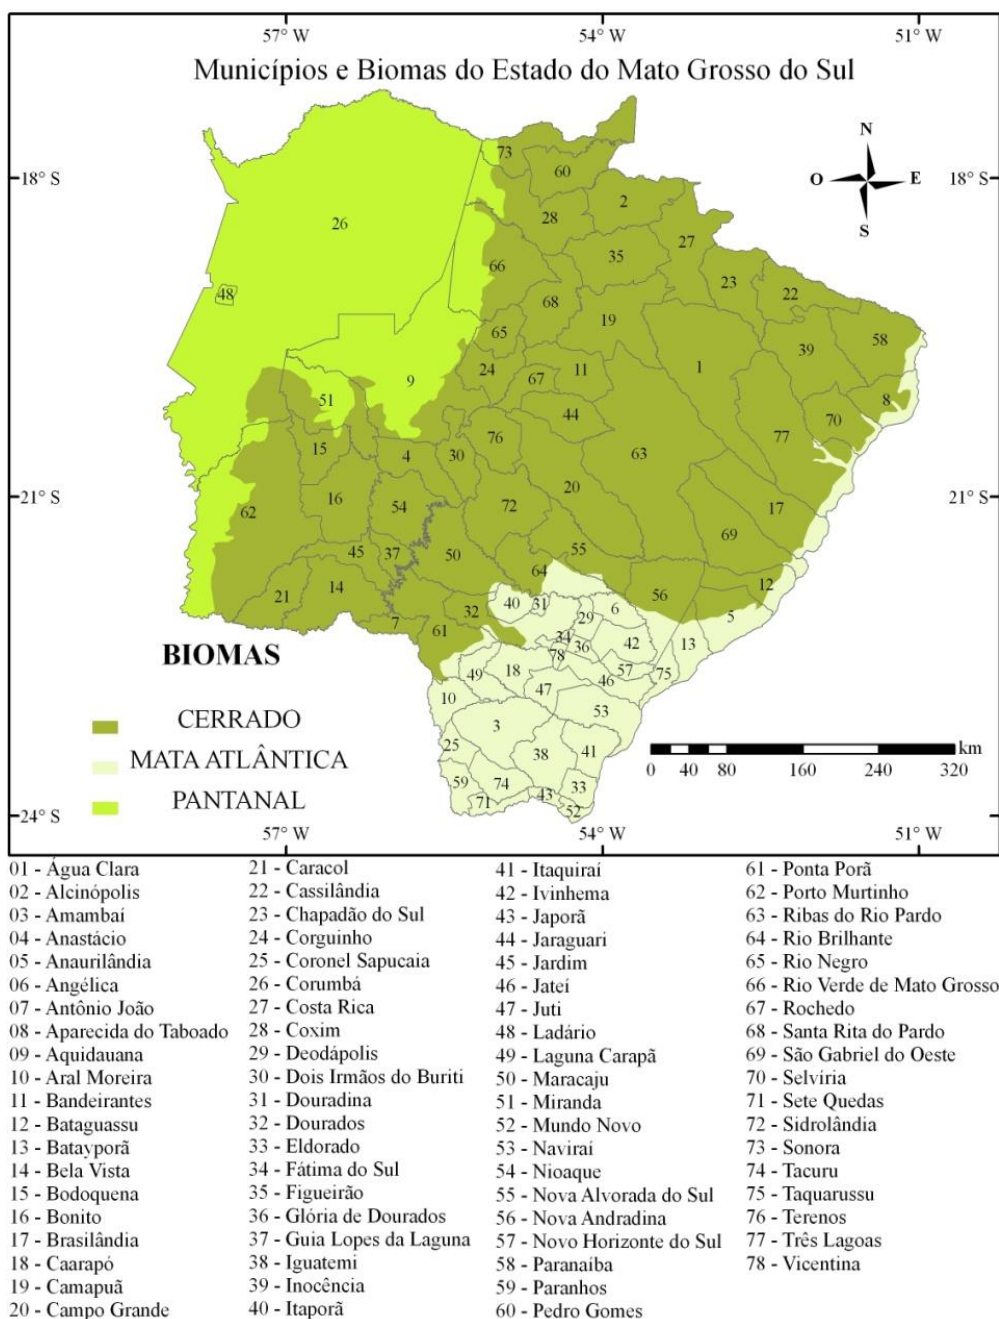 57° W 54° W 51° W
Municípios e Biomas do Estado do Mato Grosso do Sul
N
O E
S
18° S 18° S
73
60
2
28
26
27
35
66
23
48
22
68
19
65
58
39
9
1
24
67
11
51
8
44
70
76
77
15
4
30
63
16
20
54
72
17
62
69
45
37
50
55
64
14
12
21
56
40
31
6
32
5
29
7
61
34
36
42
13
78
57
18
75
49
46
47
10
53
3
25
38
41
59
74
33
43
71
52
21° S 21° S
BIOMAS
CERRADO
MATA ATLÂNTICA
PANTANAL
km
0 40 80 160 240 320
24° S 24° S
57° W 54° W 51° W
01 - Água Clara
02 - Alcinópolis
03 - Amambaí
04 - Anastácio
05 - Anaurilândia
06 - Angélica
07 - Antônio João
08 - Aparecida do Taboado
09 - Aquidauana
10 - Aral Moreira
11 - Bandeirantes
12 - Bataguassu
13 - Batayporã
14 - Bela Vista
15 - Bodoquena
16 - Bonito
17 - Brasilândia
18 - Caarapó
19 - Camapuã
20 - Campo Grande
21 - Caracol
22 - Cassilândia
23 - Chapadão do Sul
24 - Corguinho
25 - Coronel Sapucaia
26 - Corumbá
27 - Costa Rica
28 - Coxim
29 - Deodápolis
30 - Dois Irmãos do Buriti
31 - Douradina
32 - Dourados
33 - Eldorado
34 - Fátima do Sul
35 - Figueirão
36 - Glória de Dourados
37 - Guia Lopes da Laguna
38 - Iguatemi
39 - Inocência
40 - Itaporã
41 - Itaquiraí
42 - Ivinhema
43 - Japorã
44 - Jaraguari
45 - Jardim
46 - Jateí
47 - Juti
48 - Ladário
49 - Laguna Carapã
50 - Maracaju
51 - Miranda
52 - Mundo Novo
53 - Naviraí
54 - Nioaque
55 - Nova Alvorada do Sul
56 - Nova Andradina
57 - Novo Horizonte do Sul
58 - Paranaíba
59 - Paranhos
60 - Pedro Gomes
61 - Ponta Porã
62 - Porto Murtinho
63 - Ribas do Rio Pardo
64 - Rio Brilhante
65 - Rio Negro
66 - Rio Verde de Mato Grosso
67 - Rochedo
68 - Santa Rita do Pardo
69 - São Gabriel do Oeste
70 - Selvíria
71 - Sete Quedas
72 - Sidrolândia
73 - Sonora
74 - Tacuru
75 - Taquarussu
76 - Terenos
77 - Três Lagoas
78 - Vicentina